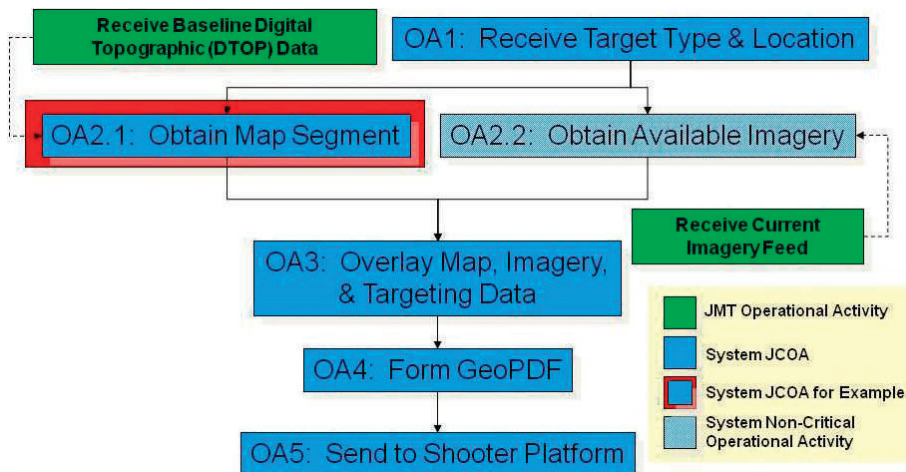 Receive Baseline Digital
Topographic (DTOP) Data
OA1: Receive Target Type & Location
OA2.1: Obtain Map Segment
OA2.2: Obtain Available Imagery
Receive Current
Imagery Feed
OA3: Overlay Map, Imagery,
& Targeting Data
OA4: Form GeoPDF
OA5: Send to Shooter Platform
JMT Operational Activity
System JCOA
System JCOA for Example
System Non-Critical
Operational Activity